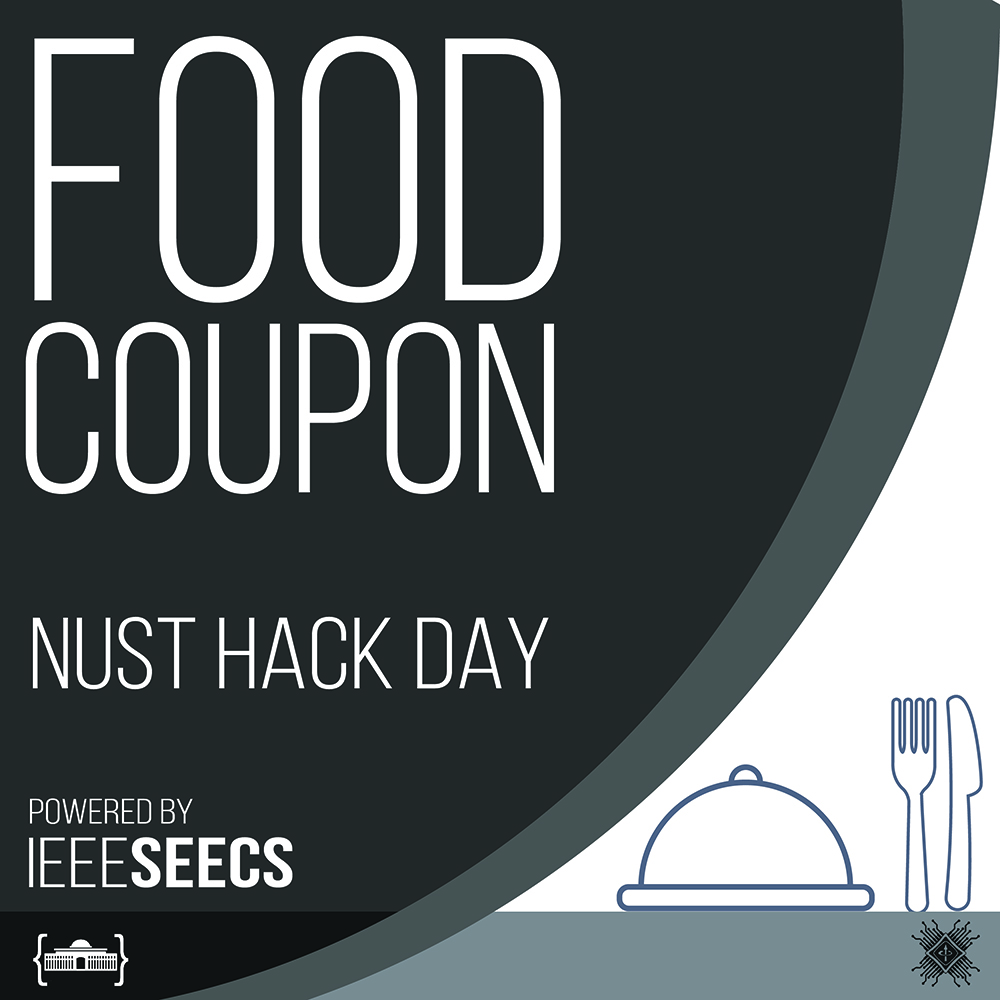 FOOD
COUPON
NUST HACK DAY
POWERED BY
IEEESEECS